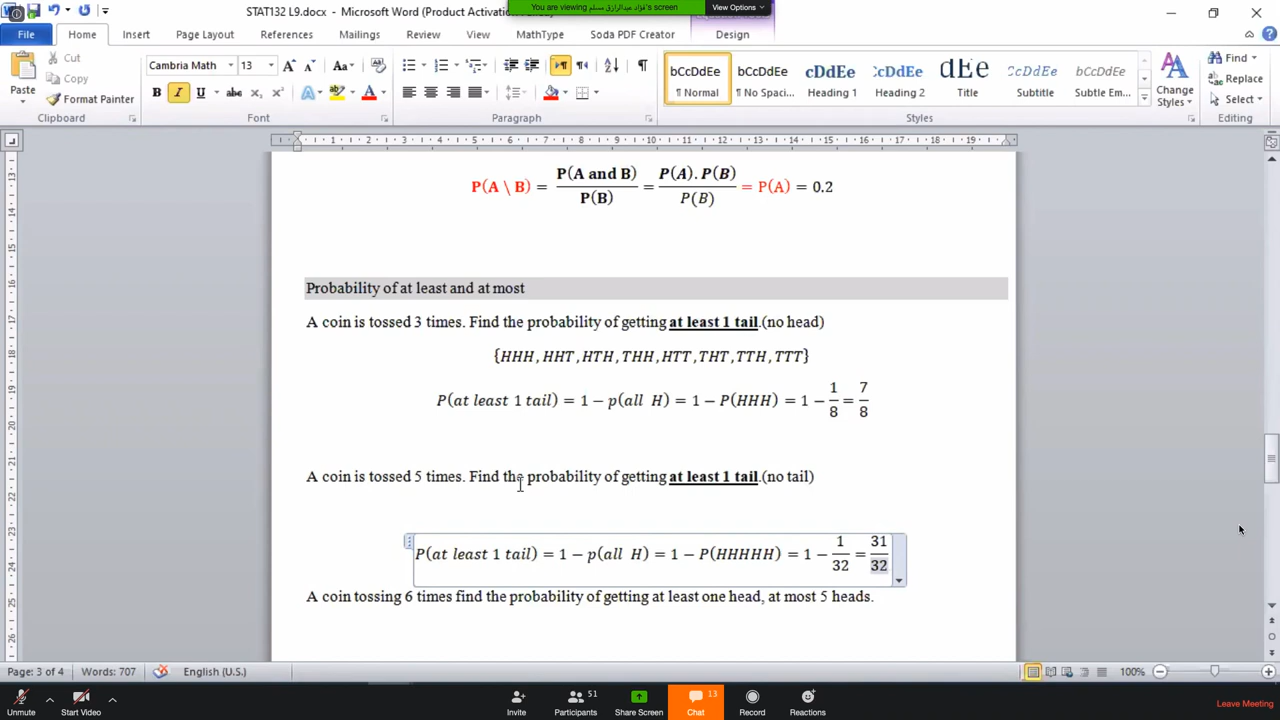 STAT132 L9.docx - Microsoft Word (Product Activation Failed)
You are viewing فؤاد عبدالرازق مسلم's screen
View Options
File Home Insert Page Layout References Mailings Review View MathType Soda PDF Creator Design
Cut
Copy
Format Painter
Paste
Clipboard
Cambria Math 13
Font
Paragraph
bCcDdEe bCcDdEe cDdEe CcDdEe dEe CcDdEe bCcDdEe
¶ Normal ¶ No Spaci... Heading 1 Heading 2 Title Subtitle Subtle Em...
Change Styles
Styles
Find
Replace
Select
Editing
P(A \ B) = P(A and B) / P(B) = P(A). P(B) / P(B) = P(A) = 0.2
Probability of at least and at most
A coin is tossed 3 times. Find the probability of getting at least 1 tail.(no head)
{HHH, HHT, HTH, THH, HTT, THT, TTH, TTT}
P(at least 1 tail) = 1 − p(all H) = 1 − P(HHH) = 1 − 1/8 = 7/8
A coin is tossed 5 times. Find the probability of getting at least 1 tail.(no tail)
P(at least 1 tail) = 1 − p(all H) = 1 − P(HHHHH) = 1 − 1/32 = 31/32
A coin tossing 6 times find the probability of getting at least one head, at most 5 heads.
Page: 3 of 4 Words: 707 English (U.S.) 100%
Unmute Start Video Invite Participants 51 Share Screen Chat 13 Record Reactions Leave Meeting